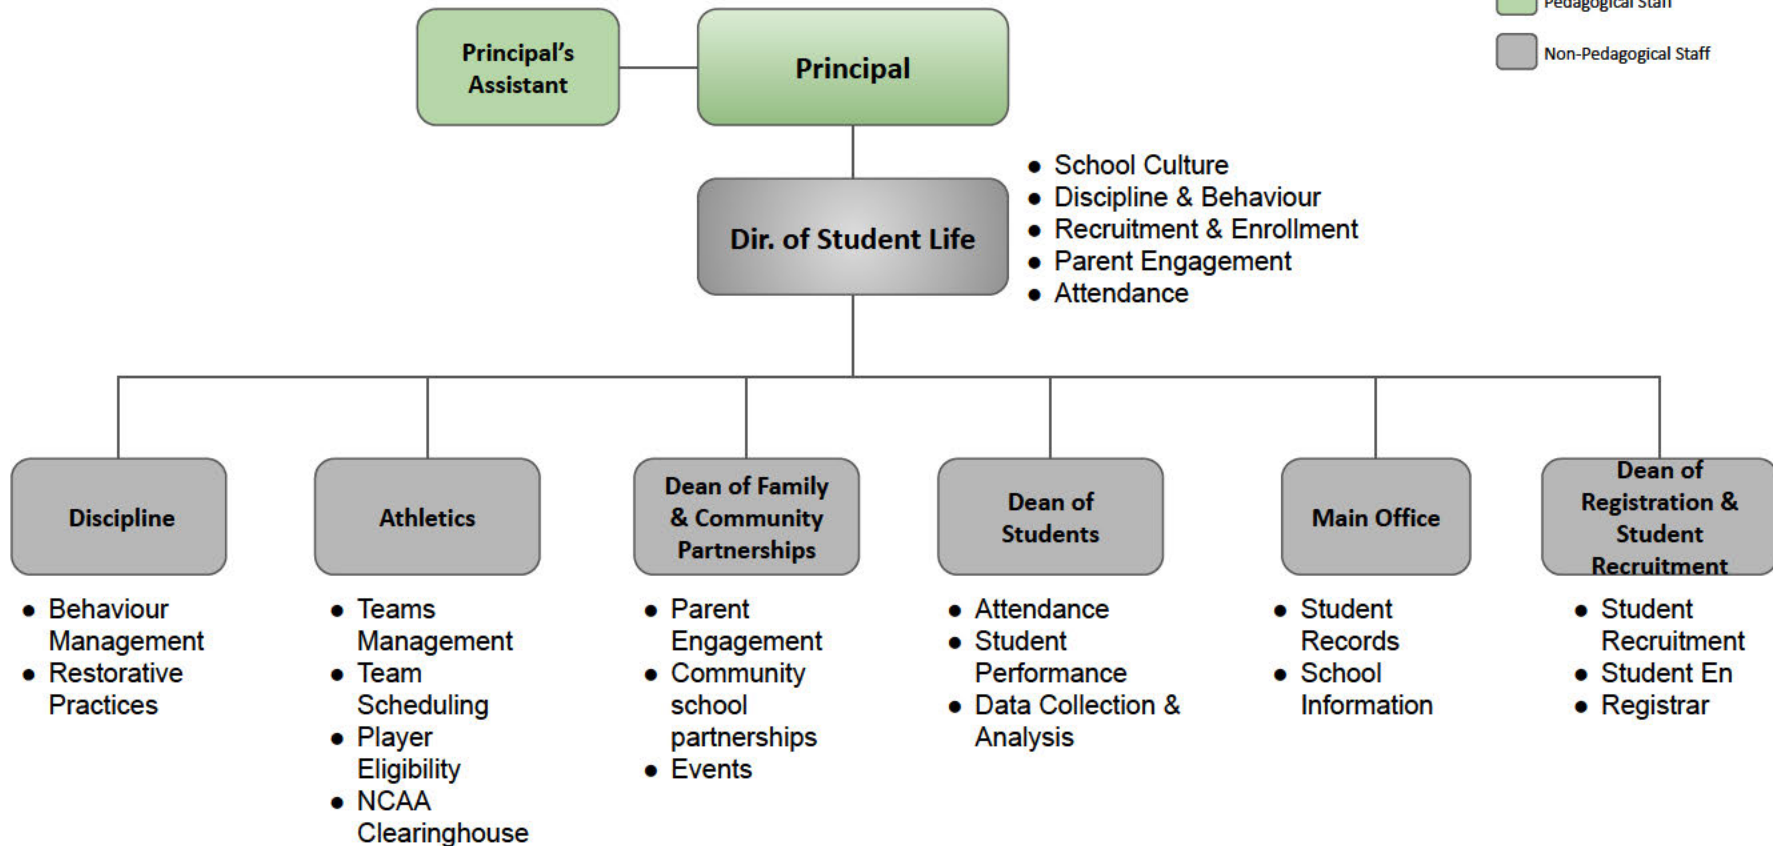 Pedagogical Staff
Non-Pedagogical Staff
Principal's
Assistant
Principal
Dir. of Student Life
● School Culture
● Discipline & Behaviour
● Recruitment & Enrollment
● Parent Engagement
● Attendance
Discipline
● Behaviour
Management
● Restorative
Practices
Athletics
● Teams
Management
● Team
Scheduling
● Player
Eligibility
● NCAA
Clearinghouse
Dean of Family
& Community
Partnerships
● Parent
Engagement
● Community
school
partnerships
● Events
Dean of
Students
● Attendance
● Student
Performance
● Data Collection &
Analysis
Main Office
● Student
Records
● School
Information
Dean of
Registration &
Student
Recruitment
● Student
Recruitment
● Student En
● Registrar